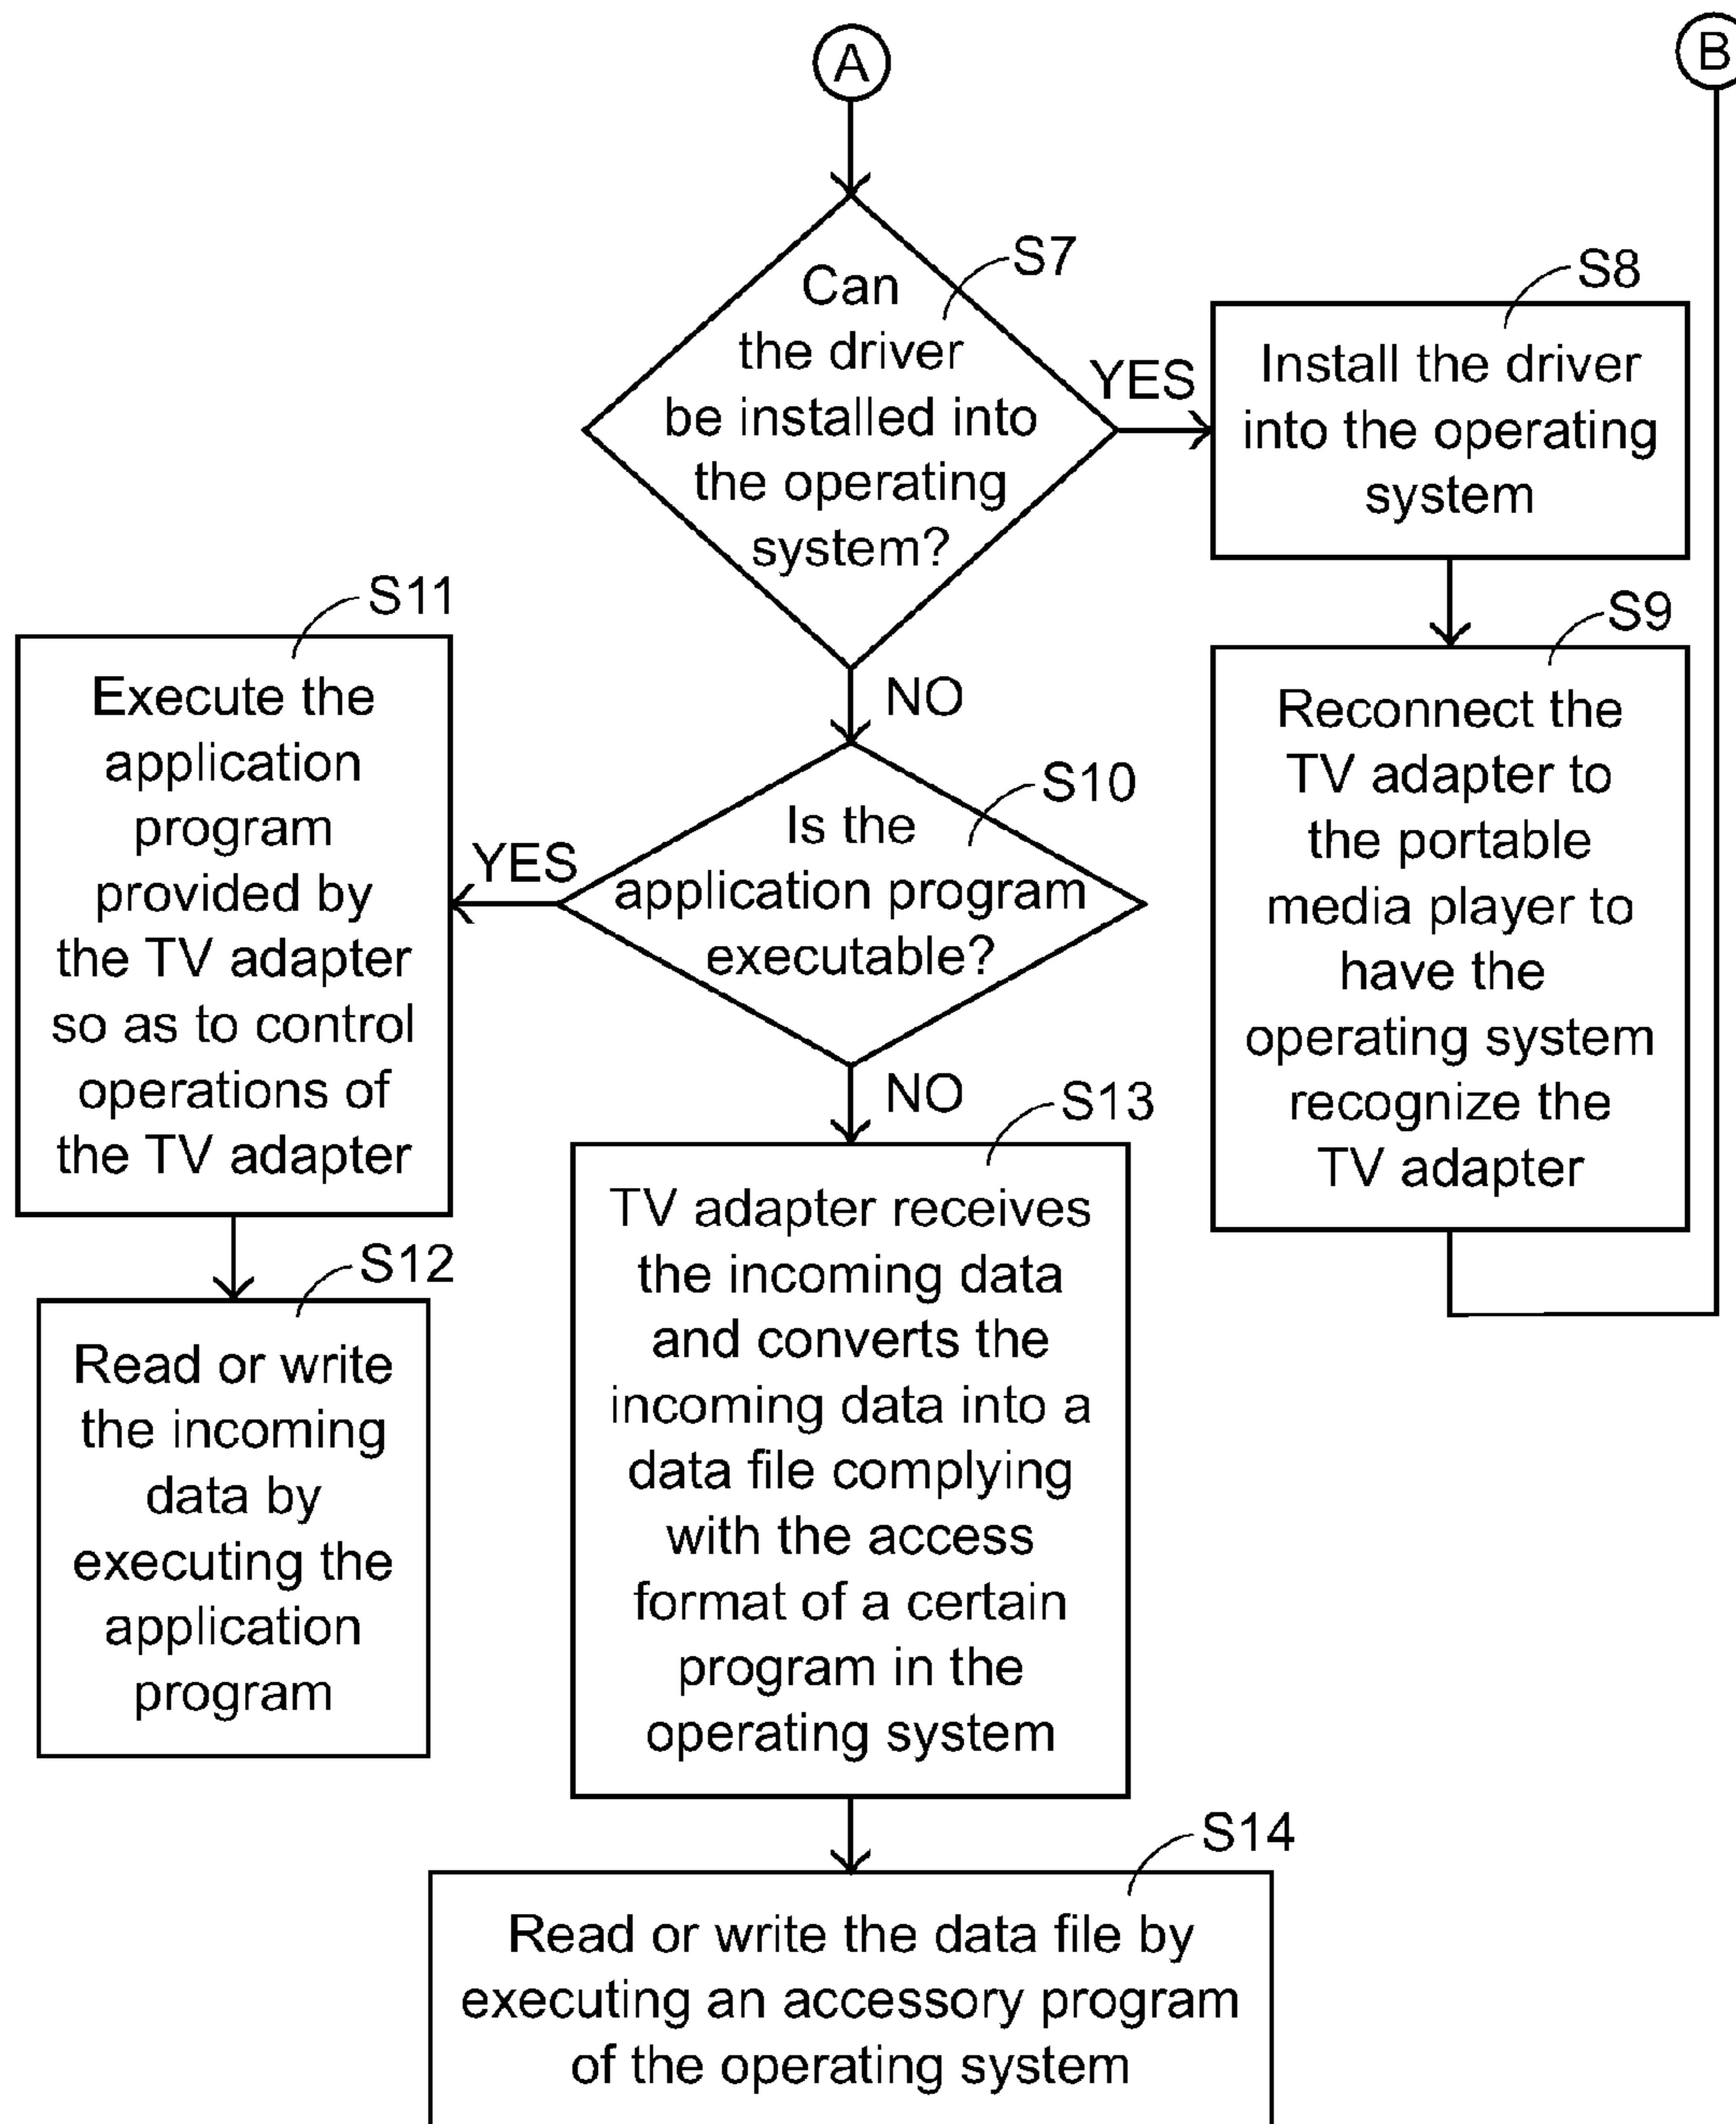 A
B
S7
Can
the driver
be installed into
the operating
system?
YES
S8
Install the driver
into the operating
system
S9
Reconnect the
TV adapter to
the portable
media player to
have the
operating system
recognize the
TV adapter
NO
S10
Is the
application program
executable?
YES
S11
Execute the
application
program
provided by
the TV adapter
so as to control
operations of
the TV adapter
S12
Read or write
the incoming
data by
executing the
application
program
NO
S13
TV adapter receives
the incoming data
and converts the
incoming data into a
data file complying
with the access
format of a certain
program in the
operating system
S14
Read or write the data file by
executing an accessory program
of the operating system